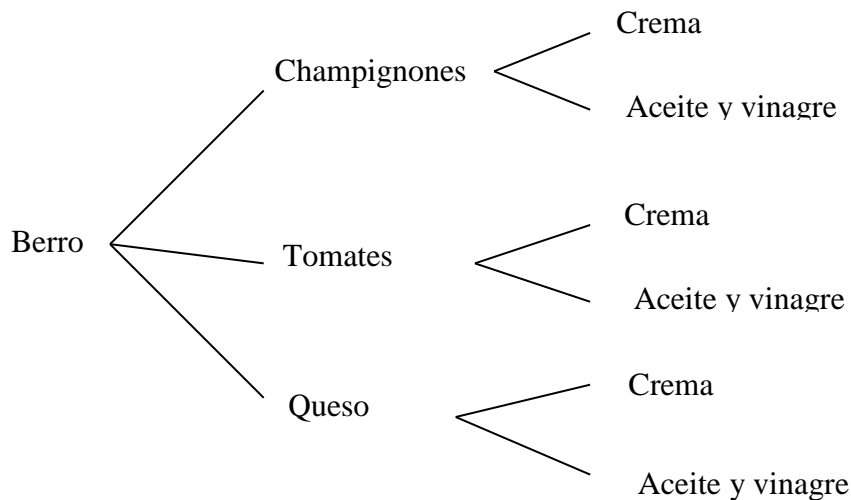 Crema
Champignones
Aceite y vinagre
Crema
Berro
Tomates
Aceite y vinagre
Crema
Queso
Aceite y vinagre